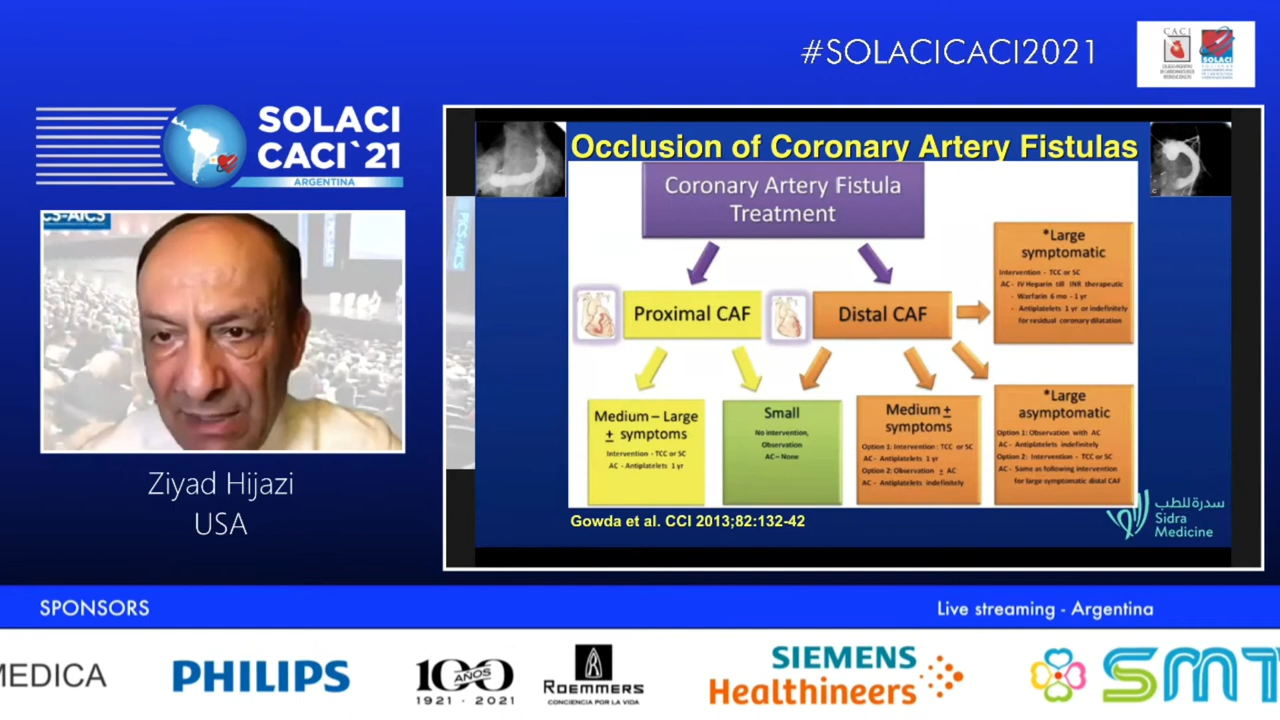 #SOLACICACI2021
CACI
SOLACI
SOLACI
CACI`21
ARGENTINA
PICS-AICS
Ziyad Hijazi
USA
Occlusion of Coronary Artery Fistulas
Coronary Artery Fistula
Treatment
Proximal CAF
Distal CAF
*Large
symptomatic
Intervention - TCC or SC
AC - IV Heparin till INR therapeutic
- Warfarin 6 mo - 1 yr
- Antiplatelets 1 yr or indefinitely
for residual coronary dilatation
Medium – Large
± symptoms
Intervention - TCC or SC
AC - Antiplatelets 1 yr
Small
No intervention,
Observation
AC – None
Medium ±
symptoms
Option 1: Intervention : TCC or SC
AC - Antiplatelets 1 yr
Option 2: Observation ± AC
AC - Antiplatelets indefinitely
*Large
asymptomatic
Option 1: Observation with AC
AC - Antiplatelets indefinitely
Option 2: Intervention - TCC or SC
AC - Same as following intervention
for large symptomatic distal CAF
Gowda et al. CCI 2013;82:132-42
سدرة للطب
Sidra
Medicine
SPONSORS
Live streaming - Argentina
MEDICA
PHILIPS
100
AÑOS
1921 - 2021
ROEMMERS
CONCIENCIA POR LA VIDA
SIEMENS
Healthineers
SMT